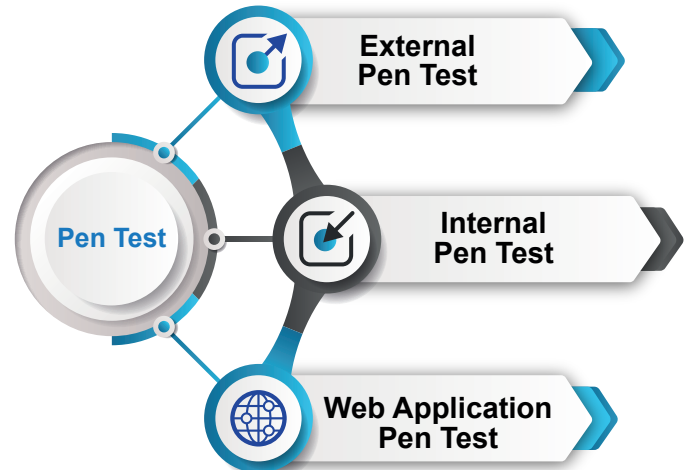 External
Pen Test
Pen Test
Internal
Pen Test
Web Application
Pen Test